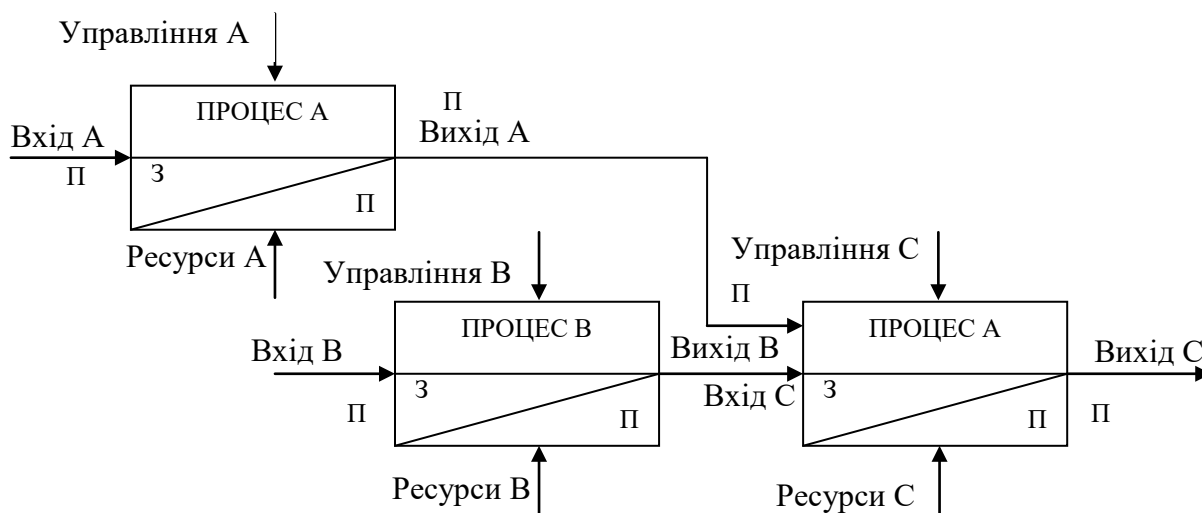 Управління А
ПРОЦЕС А
П
Вхід А
Вихід А
П
З
П
Ресурси А
Управління В
Управління С
П
ПРОЦЕС В
ПРОЦЕС А
Вхід В
Вихід В
Вихід С
П
З
П
Вхід С
З
П
П
Ресурси В
Ресурси С